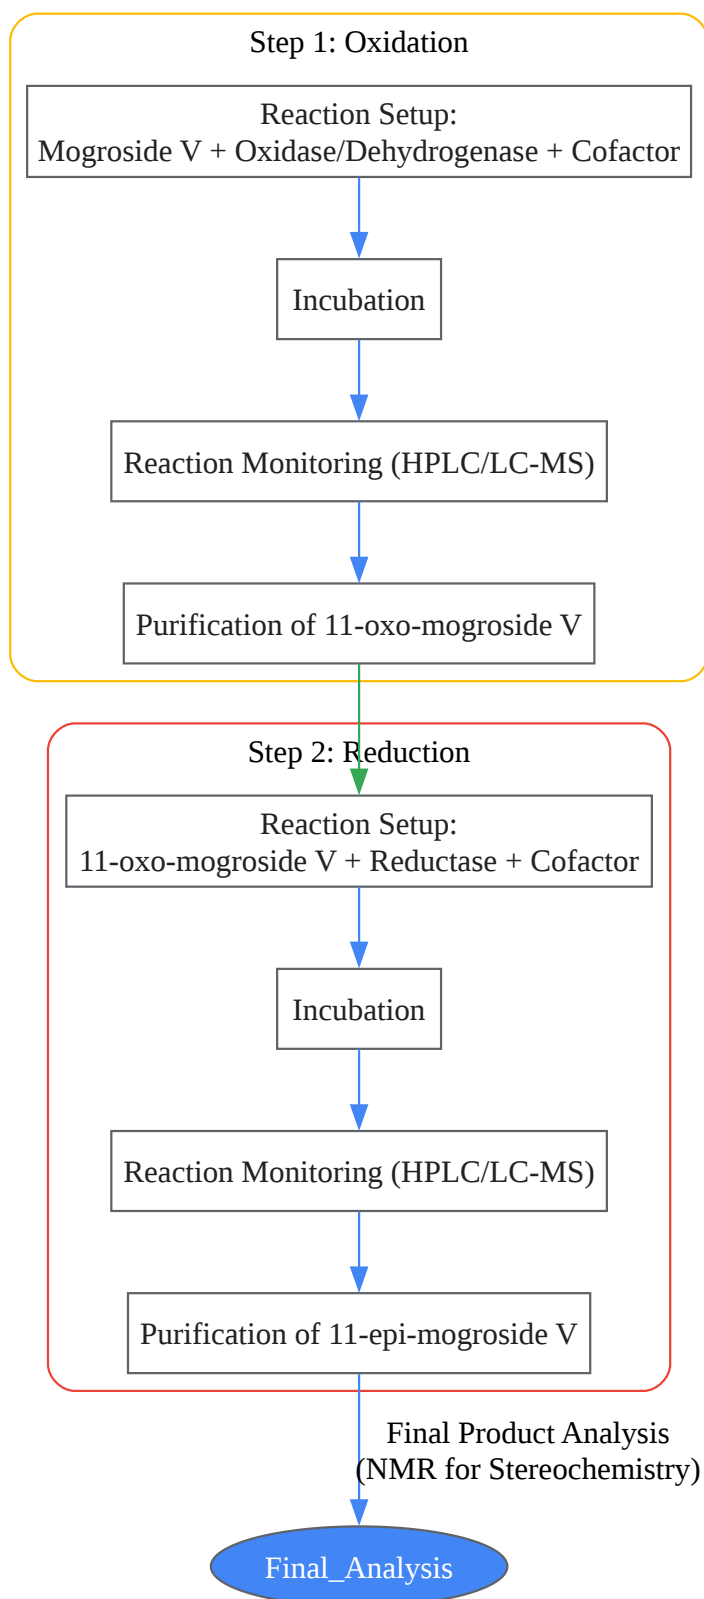 Step 1: Oxidation
Reaction Setup:
Mogroside V + Oxidase/Dehydrogenase + Cofactor
Incubation
Reaction Monitoring (HPLC/LC-MS)
Purification of 11-oxo-mogroside V
Step 2: Reduction
Reaction Setup:
11-oxo-mogroside V + Reductase + Cofactor
Incubation
Reaction Monitoring (HPLC/LC-MS)
Purification of 11-epi-mogroside V
Final Product Analysis
(NMR for Stereochemistry)
Final_Analysis